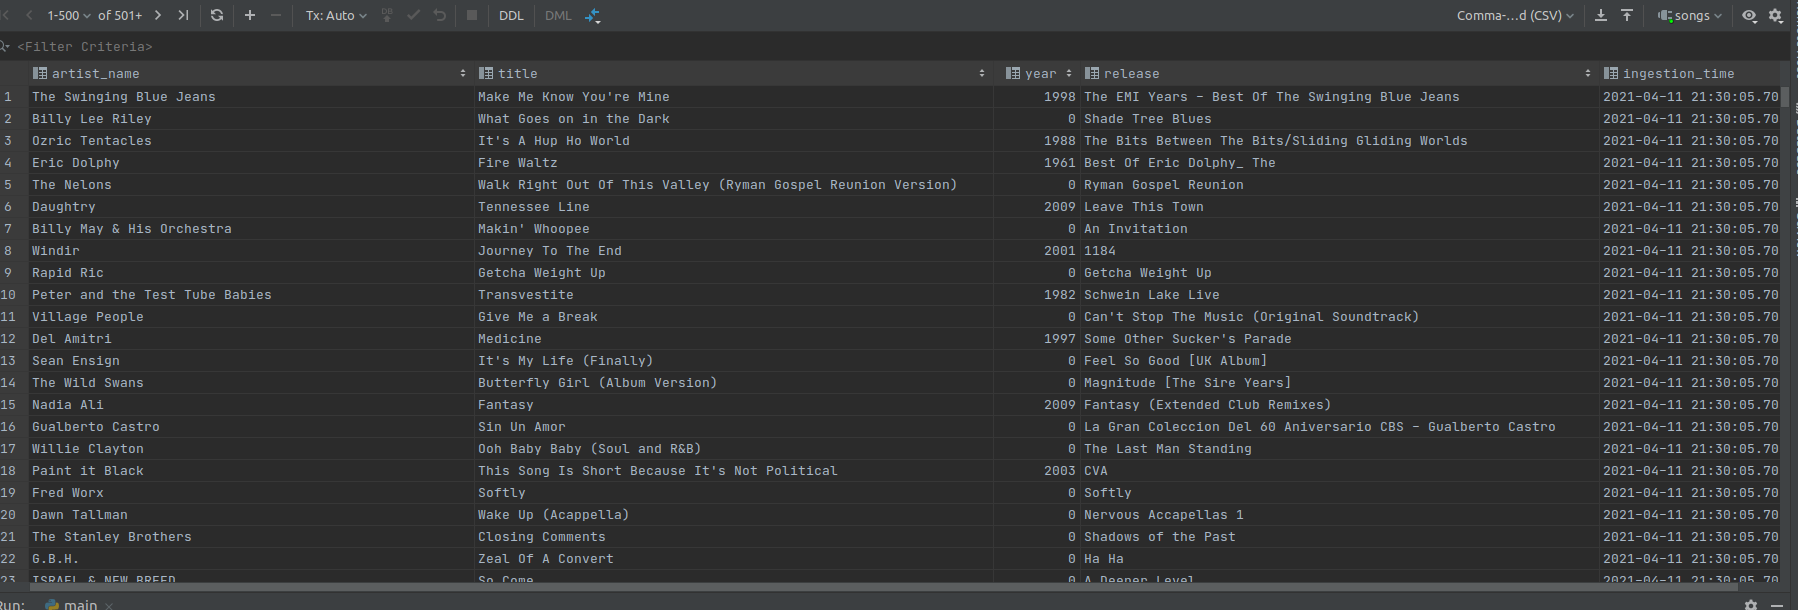 1-500 of 501+ Tx: Auto DB DDL DML Comma-...d (CSV) songs
<Filter Criteria>
artist_name title year release ingestion_time
1 The Swinging Blue Jeans Make Me Know You're Mine 1998 The EMI Years - Best Of The Swinging Blue Jeans 2021-04-11 21:30:05.70
2 Billy Lee Riley What Goes on in the Dark 0 Shade Tree Blues 2021-04-11 21:30:05.70
3 Ozric Tentacles It's A Hup Ho World 1988 The Bits Between The Bits/Sliding Gliding Worlds 2021-04-11 21:30:05.70
4 Eric Dolphy Fire Waltz 1961 Best Of Eric Dolphy_ The 2021-04-11 21:30:05.70
5 The Nelons Walk Right Out Of This Valley (Ryman Gospel Reunion Version) 0 Ryman Gospel Reunion 2021-04-11 21:30:05.70
6 Daughtry Tennessee Line 2009 Leave This Town 2021-04-11 21:30:05.70
7 Billy May & His Orchestra Makin' Whoopee 0 An Invitation 2021-04-11 21:30:05.70
8 Windir Journey To The End 2001 1184 2021-04-11 21:30:05.70
9 Rapid Ric Getcha Weight Up 0 Getcha Weight Up 2021-04-11 21:30:05.70
10 Peter and the Test Tube Babies Transvestite 1982 Schwein Lake Live 2021-04-11 21:30:05.70
11 Village People Give Me a Break 0 Can't Stop The Music (Original Soundtrack) 2021-04-11 21:30:05.70
12 Del Amitri Medicine 1997 Some Other Sucker's Parade 2021-04-11 21:30:05.70
13 Sean Ensign It's My Life (Finally) 0 Feel So Good [UK Album] 2021-04-11 21:30:05.70
14 The Wild Swans Butterfly Girl (Album Version) 0 Magnitude [The Sire Years] 2021-04-11 21:30:05.70
15 Nadia Ali Fantasy 2009 Fantasy (Extended Club Remixes) 2021-04-11 21:30:05.70
16 Gualberto Castro Sin Un Amor 0 La Gran Coleccion Del 60 Aniversario CBS - Gualberto Castro 2021-04-11 21:30:05.70
17 Willie Clayton Ooh Baby Baby (Soul and R&B) 0 The Last Man Standing 2021-04-11 21:30:05.70
18 Paint it Black This Song Is Short Because It's Not Political 2003 CVA 2021-04-11 21:30:05.70
19 Fred Worx Softly 0 Softly 2021-04-11 21:30:05.70
20 Dawn Tallman Wake Up (Acappella) 0 Nervous Accapellas 1 2021-04-11 21:30:05.70
21 The Stanley Brothers Closing Comments 0 Shadows of the Past 2021-04-11 21:30:05.70
22 G.B.H. Zeal Of A Convert 0 Ha Ha 2021-04-11 21:30:05.70
23 ISRAEL & NEW BREED So Come 0 A Deeper Level 2021-04-11 21:30:05.70
Run: main